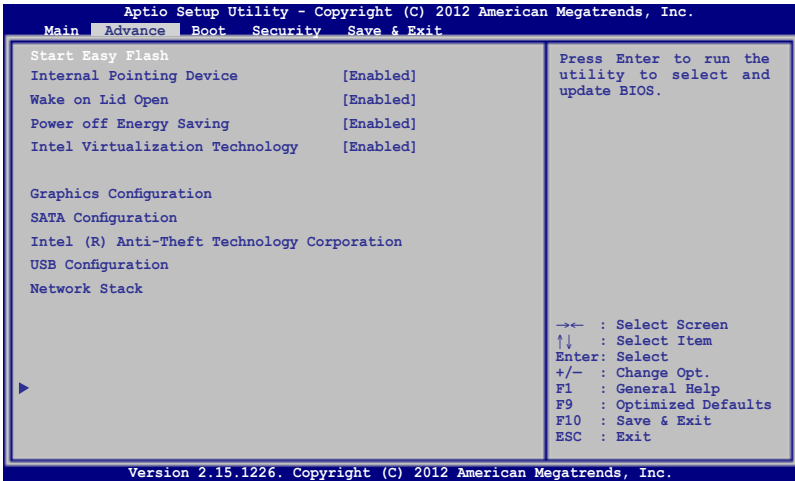 Aptio Setup Utility - Copyright (C) 2012 American Megatrends, Inc.
Main Advance Boot Security Save & Exit
Start Easy Flash
Internal Pointing Device [Enabled]
Wake on Lid Open [Enabled]
Power off Energy Saving [Enabled]
Intel Virtualization Technology [Enabled]
Graphics Configuration
SATA Configuration
Intel (R) Anti-Theft Technology Corporation
USB Configuration
Network Stack
Press Enter to run the
utility to select and
update BIOS.
→← : Select Screen
↑↓ : Select Item
Enter: Select
+/— : Change Opt.
F1 : General Help
F9 : Optimized Defaults
F10 : Save & Exit
ESC : Exit
Version 2.15.1226. Copyright (C) 2012 American Megatrends, Inc.